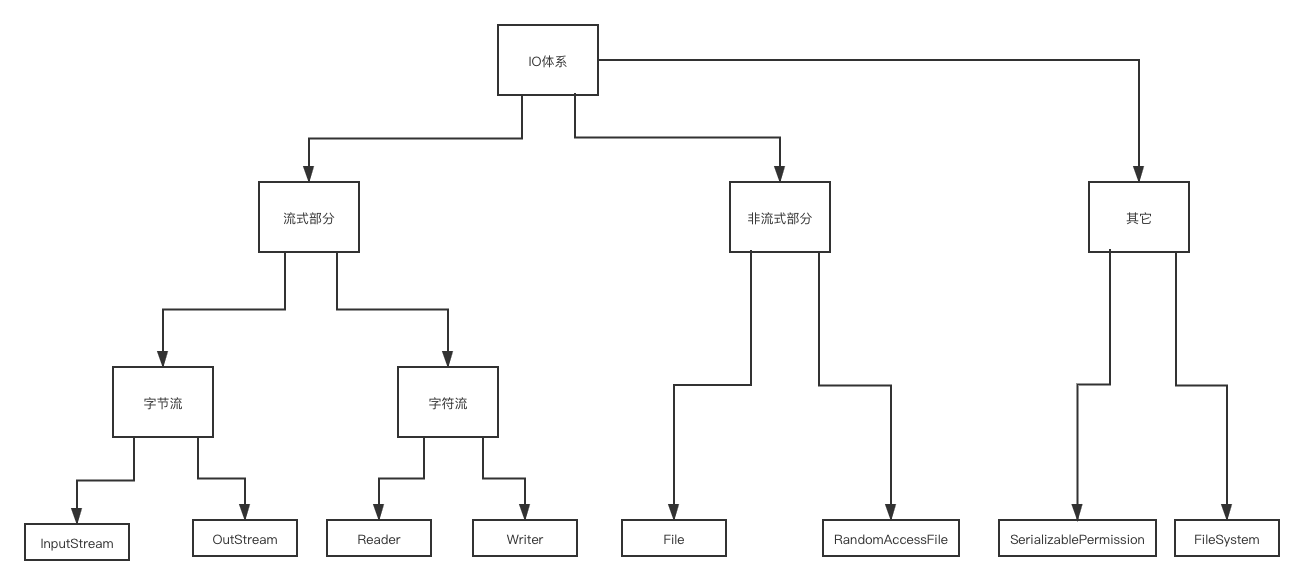 IO体系
流式部分
非流式部分
其它
字节流
字符流
InputStream
OutStream
Reader
Writer
File
RandomAccessFile
SerializablePermission
FileSystem